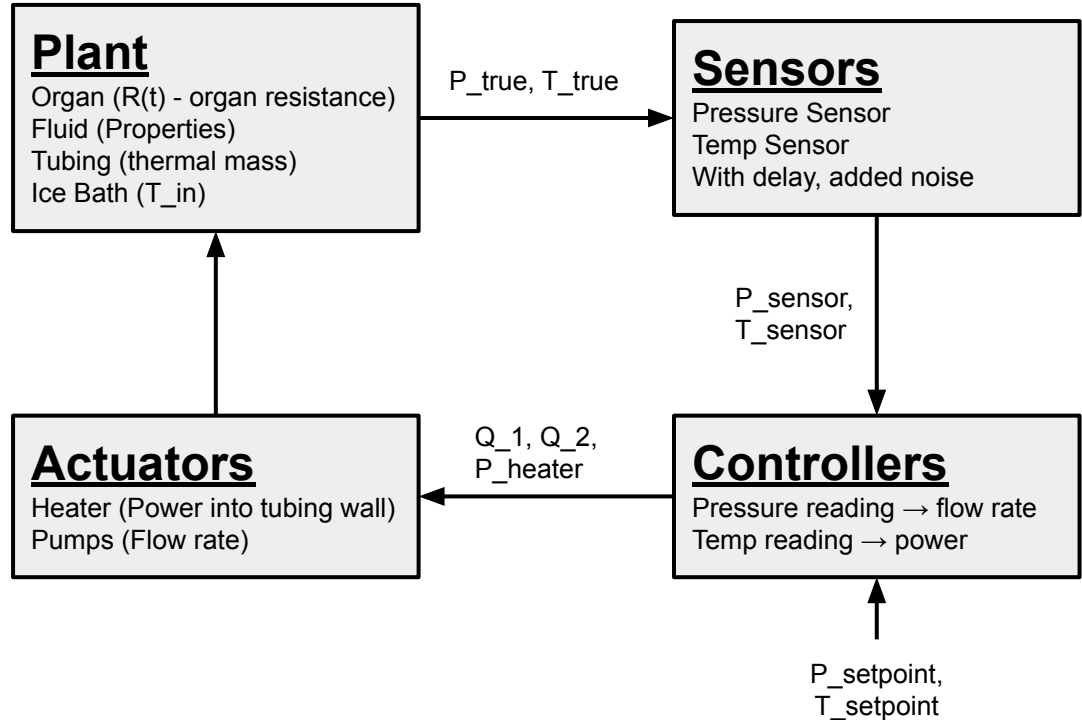 Plant
Organ (R(t) - organ resistance)
Fluid (Properties)
Tubing (thermal mass)
Ice Bath (T_in)
P_true, T_true
Sensors
Pressure Sensor
Temp Sensor
With delay, added noise
P_sensor,
T_sensor
Actuators
Heater (Power into tubing wall)
Pumps (Flow rate)
Q_1, Q_2,
P_heater
Controllers
Pressure reading → flow rate
Temp reading → power
P_setpoint,
T_setpoint